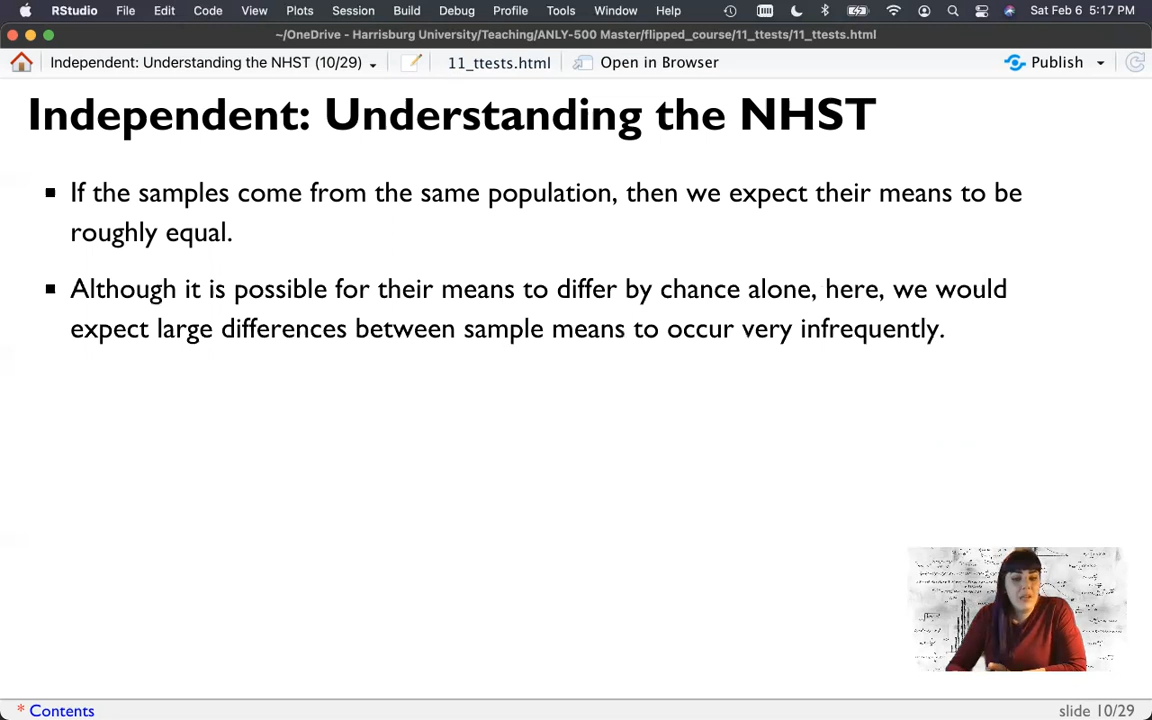 RStudio File Edit Code View Plots Session Build Debug Profile Tools Window Help Sat Feb 6 5:17 PM
~/OneDrive - Harrisburg University/Teaching/ANLY-500 Master/flipped_course/11_ttests/11_ttests.html
Independent: Understanding the NHST (10/29) 11_ttests.html Open in Browser Publish
Independent: Understanding the NHST
If the samples come from the same population, then we expect their means to be
roughly equal.
Although it is possible for their means to differ by chance alone, here, we would
expect large differences between sample means to occur very infrequently.
* Contents slide 10/29